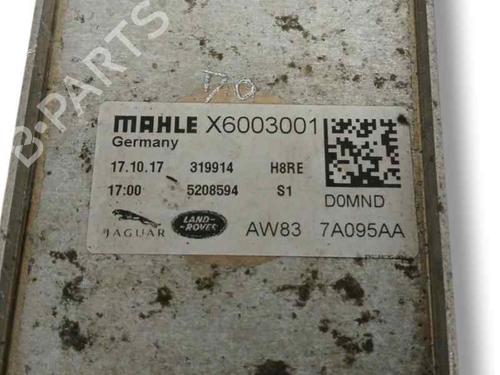 B-PARTS
DO
MAHLE X6003001
Germany
17.10.17 319914 H8RE
17:00 5208594 S1
D0MND
JAGUAR LAND-ROVER AW83 7A095AA